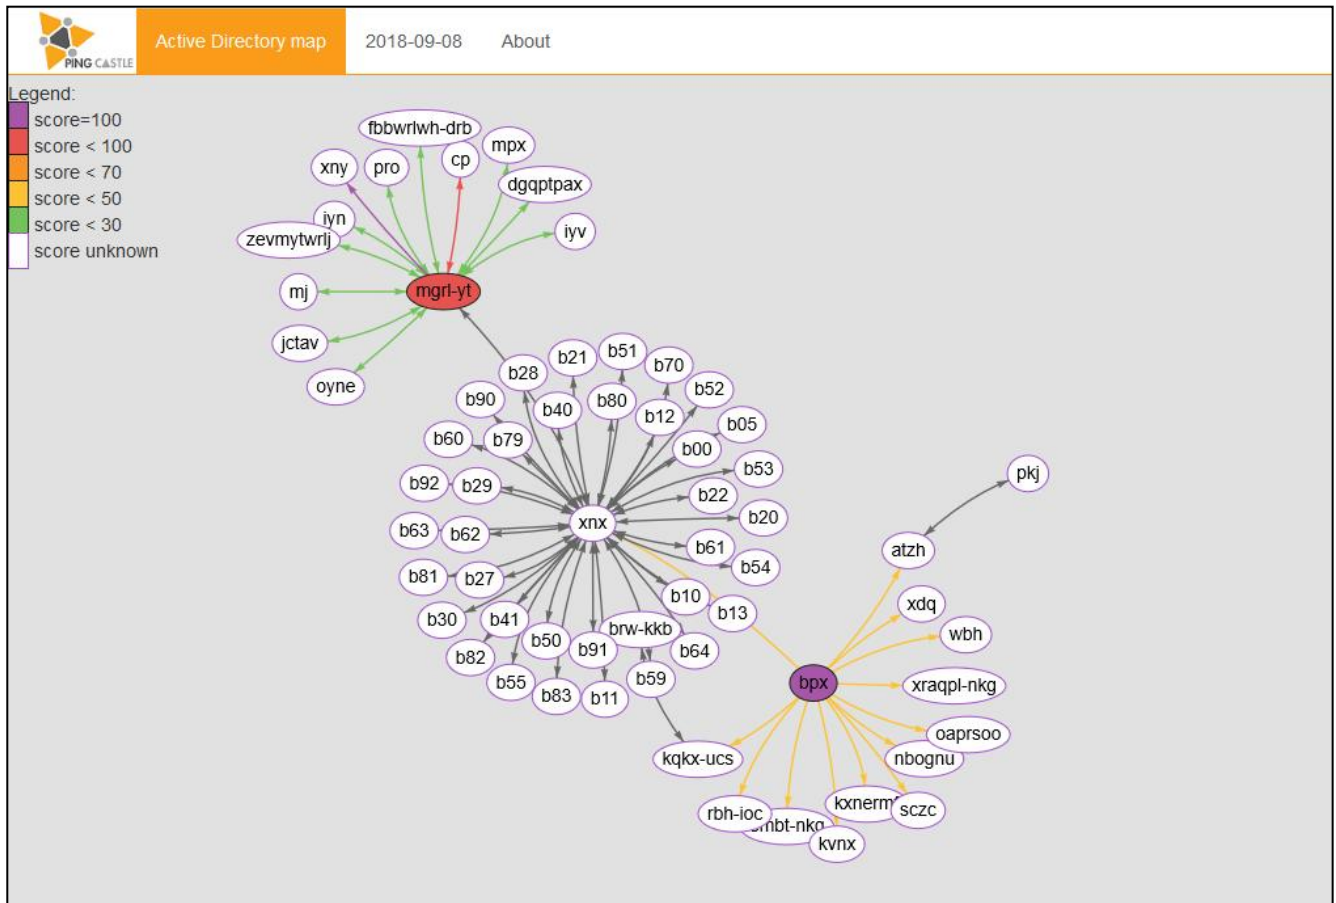 PING CASTLE
Active Directory map
2018-09-08
About
Legend:
score=100
score < 100
score < 70
score < 50
score < 30
score unknown
fbbwrlwh-drb
cp
mpx
xny
pro
dgqptpax
iyn
zevmytwrlj
iyv
mj
mgrl-yt
jctav
oyne
b28
b21
b51
b70
b52
b90
b40
b80
b12
b05
b60
b79
b00
b53
b92
b29
b22
b20
xnx
b63
b62
b61
b54
b81
b27
b10
b13
b30
b41
b50
b91
brw-kkb
b64
b82
b55
b83
b11
b59
pkj
atzh
xdq
wbh
bpx
xraqpl-nkg
oaprsoo
nbognu
kqkx-ucs
rbh-ioc
sczc
kvnx